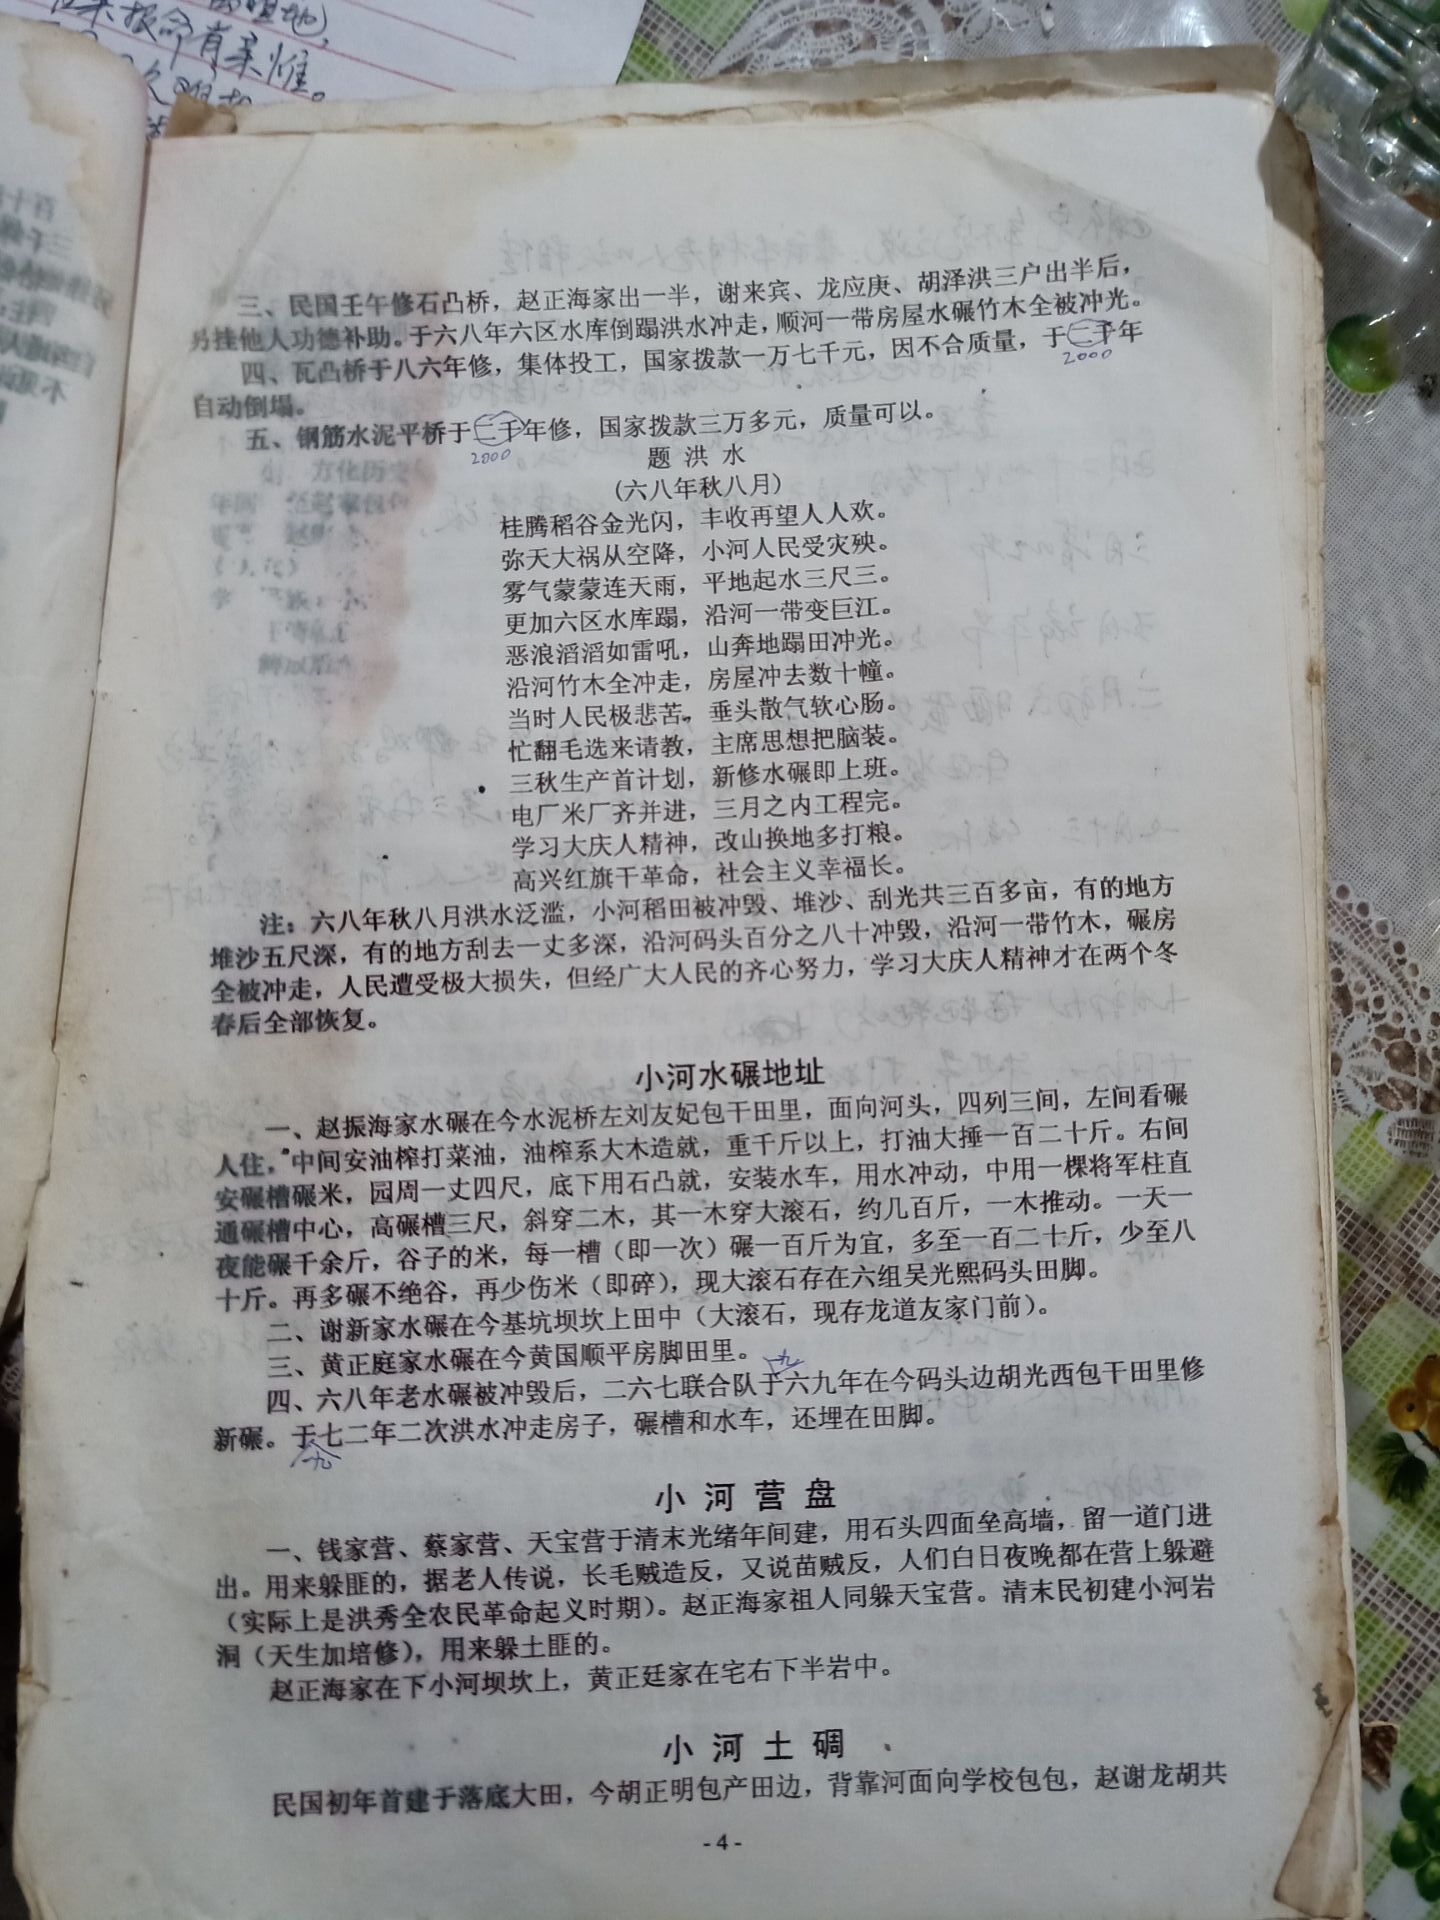 三、民国壬午修石凸桥，赵正海家出一半，谢来宾、龙应庚、胡泽洪三户出半后，
另挂他人功德补助。于六八年六区水库倒蹋洪水冲走，顺河一带房屋水碾竹木全被冲光。
四、瓦凸桥于八六年修，集体投工，国家拨款一万七千元，因不合质量，于二千年
2000
自动倒塌。
五、钢筋水泥平桥于二千年修，国家拨款三万多元，质量可以。
2000
题 洪 水
(六八年秋八月)
桂腾稻谷金光闪，丰收再望人人欢。
弥天大祸从空降，小河人民受灾殃。
雾气蒙蒙连天雨，平地起水三尺三。
更加六区水库蹋，沿河一带变巨江。
恶浪滔滔如雷吼，山奔地蹋田冲光。
沿河竹木全冲走，房屋冲去数十幢。
当时人民极悲苦。垂头散气软心肠。
忙翻毛选来请教，主席思想把脑装。
三秋生产首计划，新修水碾即上班。
电厂米厂齐并进，三月之内工程完。
学习大庆人精神，改山换地多打粮。
高兴红旗干革命，社会主义幸福长。
注：六八年秋八月洪水泛滥，小河稻田被冲毁、堆沙、刮光共三百多亩，有的地方
堆沙五尺深，有的地方刮去一丈多深，沿河码头百分之八十冲毁，沿河一带竹木，碾房
全被冲走，人民遭受极大损失，但经广大人民的齐心努力，学习大庆人精神才在两个冬
春后全部恢复。
小河水碾地址
一、赵振海家水碾在今水泥桥左刘友妃包干田里，面向河头，四列三间，左间看碾
人住，中间安油榨打菜油，油榨系大木造就，重千斤以上，打油大捶一百二十斤。右间
安碾槽碾米，园周一丈四尺，底下用石凸就，安装水车，用水冲动，中用一棵将军柱直
通碾槽中心，高碾槽三尺，斜穿二木，其一木穿大滚石，约几百斤，一木推动。一天一
夜能碾千余斤，谷子的米，每一槽（即一次）碾一百斤为宜，多至一百二十斤，少至八
十斤。再多碾不绝谷，再少伤米（即碎），现大滚石存在六组吴光熙码头田脚。
二、谢新家水碾在今基坑坝坎上田中（大滚石，现存龙道友家门前）。
三、黄正庭家水碾在今黄国顺平房脚田里。
一九
四、六八年老水碾被冲毁后，二六七联合队于六九年在今码头边胡光西包干田里修
新碾。于七二年二次洪水冲走房子，碾槽和水车，还埋在田脚。
一九
小 河 营 盘
一、钱家营、蔡家营、天宝营于清末光绪年间建，用石头四面垒高墙，留一道门进
出。用来躲匪的，据老人传说，长毛贼造反，又说苗贼反，人们白日夜晚都在营上躲避
（实际上是洪秀全农民革命起义时期）。赵正海家祖人同躲天宝营。清末民初建小河岩
洞（天生加培修），用来躲土匪的。
赵正海家在下小河坝坎上，黄正廷家在宅右下半岩中。
小 河 土 碉
民国初年首建于落底大田，今胡正明包产田边，背靠河面向学校包包，赵谢龙胡共
- 4 -